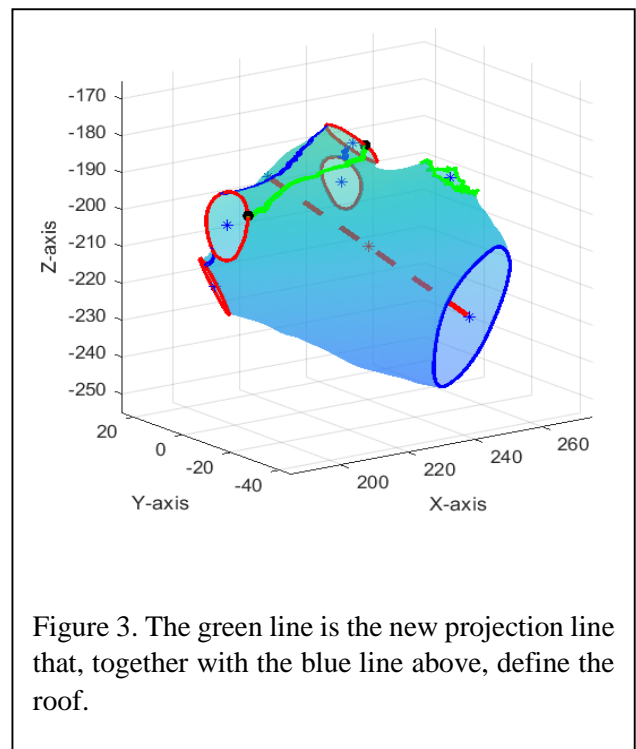 -170
-180
-190
-200
-210
-220
-230
-240
-250
Z-axis
20
0
-20
-40
Y-axis
200
220
240
260
X-axis
Figure 3. The green line is the new projection line
that, together with the blue line above, define the
roof.